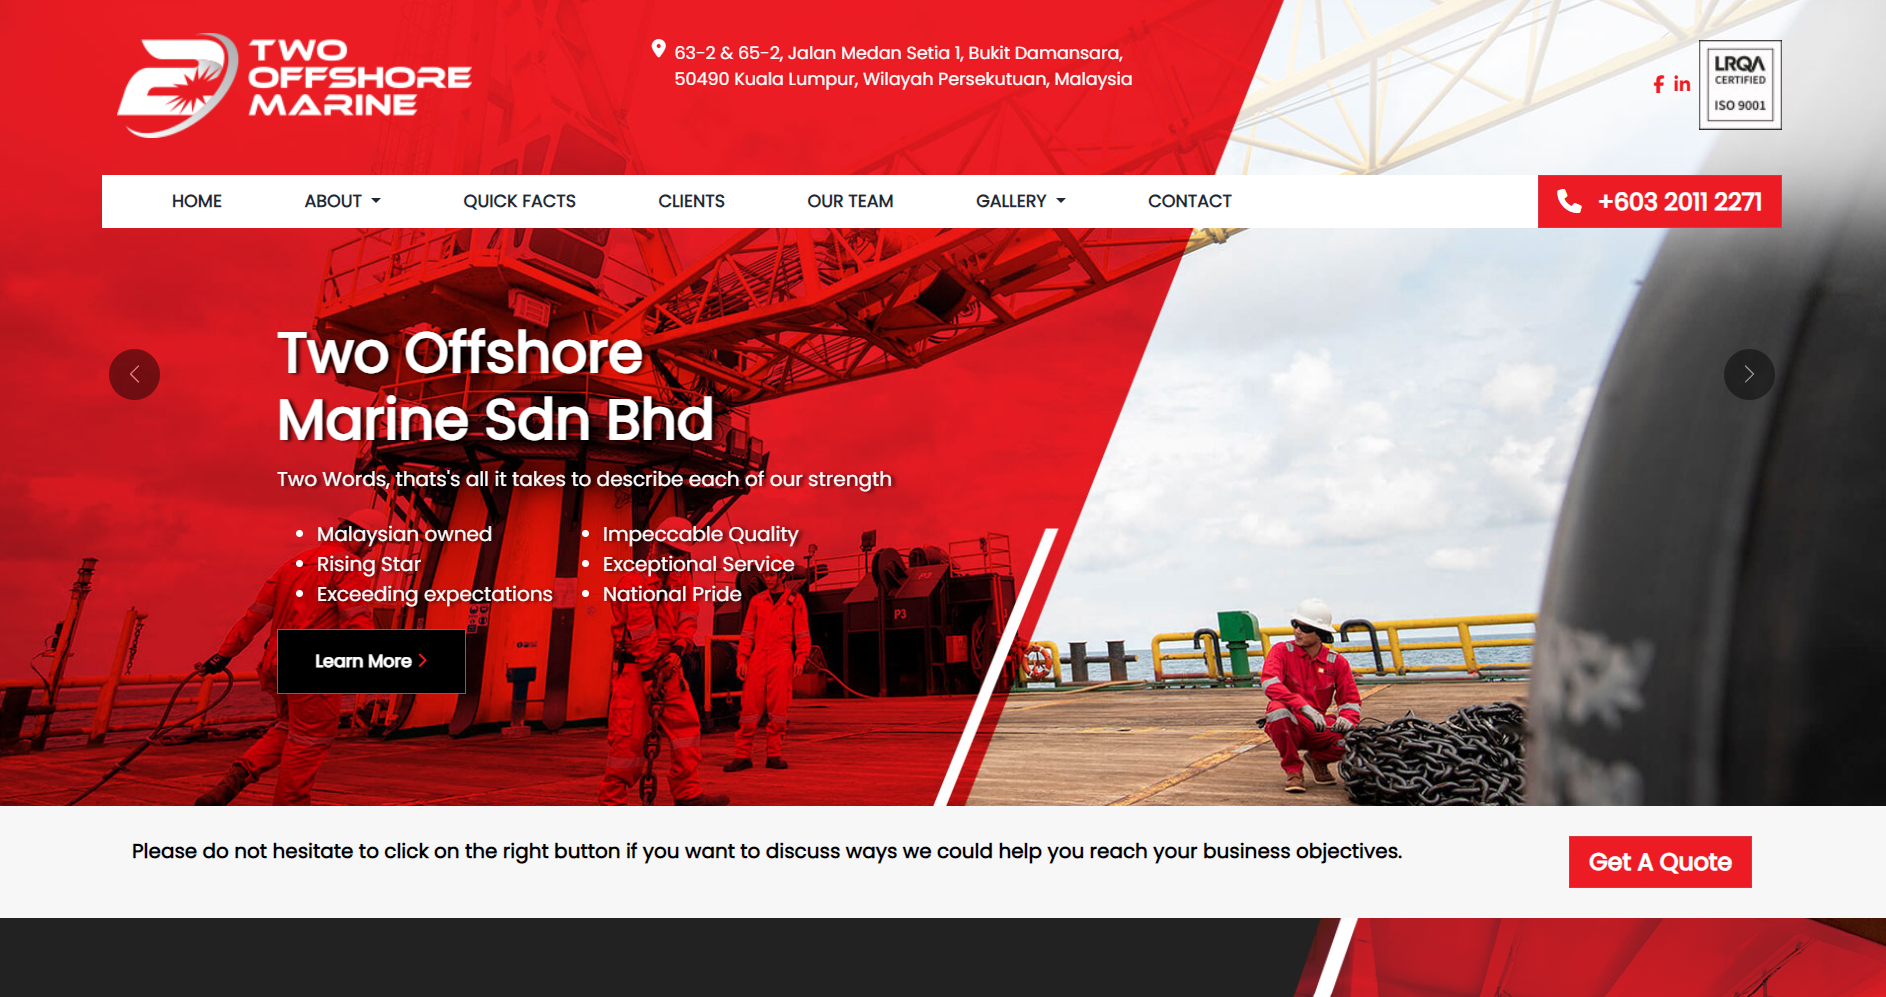 TWO
OFFSHORE
MARINE
63-2 & 65-2, Jalan Medan Setia 1, Bukit Damansara,
50490 Kuala Lumpur, Wilayah Persekutuan, Malaysia
LRQA
CERTIFIED
ISO 9001
HOME
ABOUT
QUICK FACTS
CLIENTS
OUR TEAM
GALLERY
CONTACT
+603 2011 2271
Two Offshore
Marine Sdn Bhd
Two Words, thats's all it takes to describe each of our strength
Malaysian owned
Rising Star
Exceeding expectations
Impeccable Quality
Exceptional Service
National Pride
P3
P3
Learn More
Please do not hesitate to click on the right button if you want to discuss ways we could help you reach your business objectives.
Get A Quote